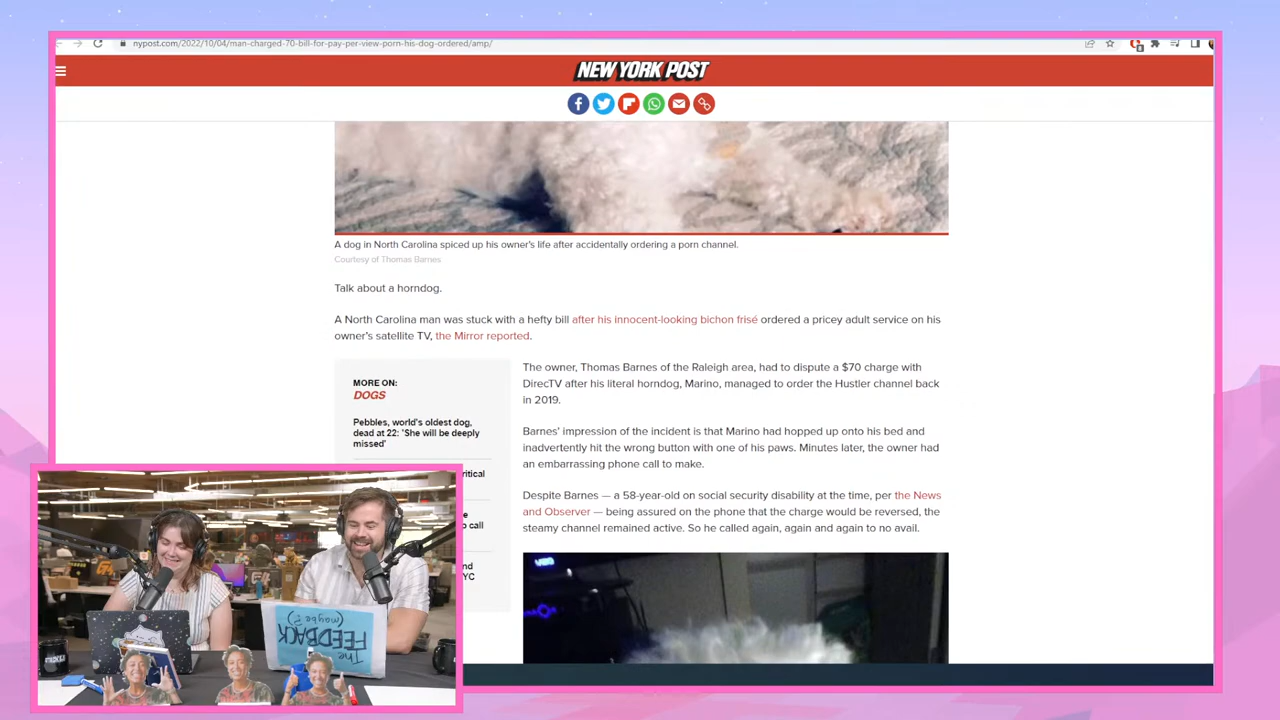 nypost.com/2022/10/04/man-charged-70-bill-for-pay-per-view-porn-his-dog-ordered/amp/
NEW YORK POST
A dog in North Carolina spiced up his owner's life after accidentally ordering a porn channel.
Courtesy of Thomas Barnes
Talk about a horndog.
A North Carolina man was stuck with a hefty bill after his innocent-looking bichon frisé ordered a pricey adult service on his
owner's satellite TV, the Mirror reported.
MORE ON:
DOGS
Pebbles, world's oldest dog,
dead at 22: 'She will be deeply
missed'
The owner, Thomas Barnes of the Raleigh area, had to dispute a $70 charge with
DirecTV after his literal horndog, Marino, managed to order the Hustler channel back
in 2019.
Barnes' impression of the incident is that Marino had hopped up onto his bed and
inadvertently hit the wrong button with one of his paws. Minutes later, the owner had
an embarrassing phone call to make.
Despite Barnes — a 58-year-old on social security disability at the time, per the News
and Observer — being assured on the phone that the charge would be reversed, the
steamy channel remained active. So he called again, again and again to no avail.
THE
FEEDBACK
(maybe?)